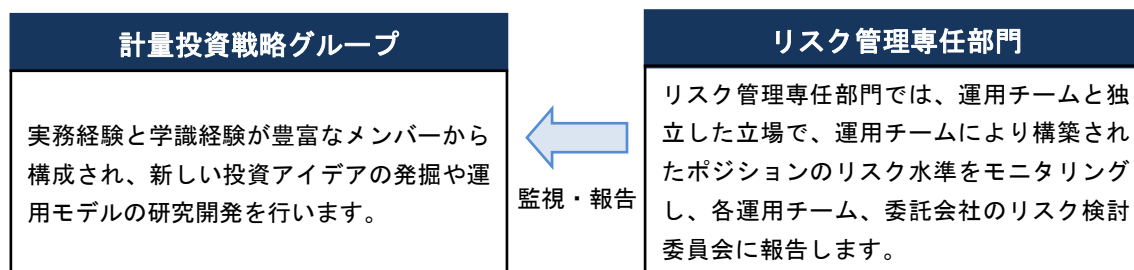 計量投資戦略グループ
実務経験と学識経験が豊富なメンバーから
構成され、新しい投資アイデアの発掘や運
用モデルの研究開発を行います。
監視・報告
リスク管理専任部門
リスク管理専任部門では、運用チームと独
立した立場で、運用チームにより構築され
たポジションのリスク水準をモニタリング
し、各運用チーム、委託会社のリスク検討
委員会に報告します。